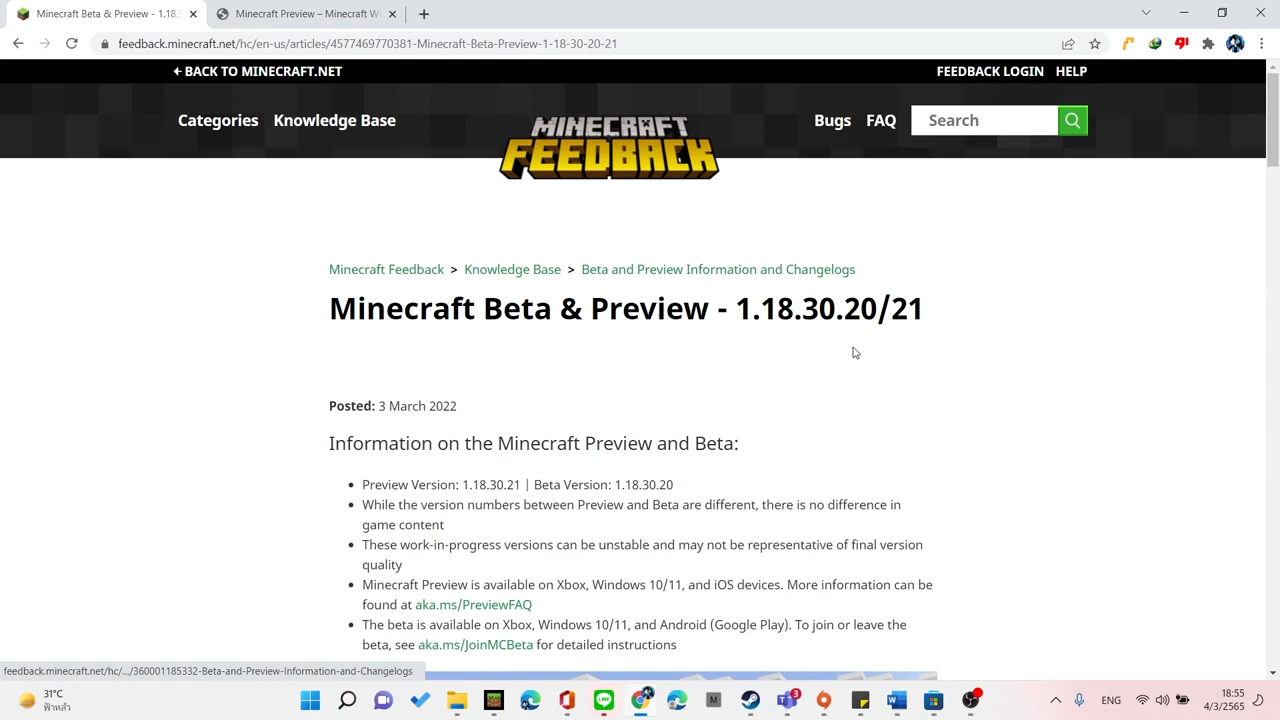 Minecraft Beta & Preview - 1.18.3
Minecraft Preview – Minecraft W
feedback.minecraft.net/hc/en-us/articles/4577469770381-Minecraft-Beta-Preview-1-18-30-20-21
BACK TO MINECRAFT.NET
FEEDBACK LOGIN HELP
Categories Knowledge Base
MINECRAFT
FEEDBACK
Bugs FAQ Search
Minecraft Feedback > Knowledge Base > Beta and Preview Information and Changelogs
Minecraft Beta & Preview - 1.18.30.20/21
Posted: 3 March 2022
Information on the Minecraft Preview and Beta:
Preview Version: 1.18.30.21 | Beta Version: 1.18.30.20
While the version numbers between Preview and Beta are different, there is no difference in
game content
These work-in-progress versions can be unstable and may not be representative of final version
quality
Minecraft Preview is available on Xbox, Windows 10/11, and iOS devices. More information can be
found at aka.ms/PreviewFAQ
The beta is available on Xbox, Windows 10/11, and Android (Google Play). To join or leave the
beta, see aka.ms/JoinMCBeta for detailed instructions
feedback.minecraft.net/hc/.../360001185332-Beta-and-Preview-Information-and-Changelogs
31°C
ฟ้าหลัว
LINE
M
3
W
ENG
18:55
4/3/2565